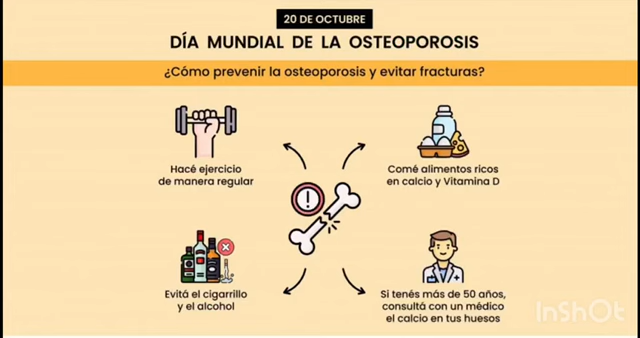 20 DE OCTUBRE
DÍA MUNDIAL DE LA OSTEOPOROSIS
¿Cómo prevenir la osteoporosis y evitar fracturas?
Hacé ejercicio
de manera regular
Comé alimentos ricos
en calcio y Vitamina D
Evitá el cigarrillo
y el alcohol
Si tenés más de 50 años,
consultá con un médico
el calcio en tus huesos
InShOt